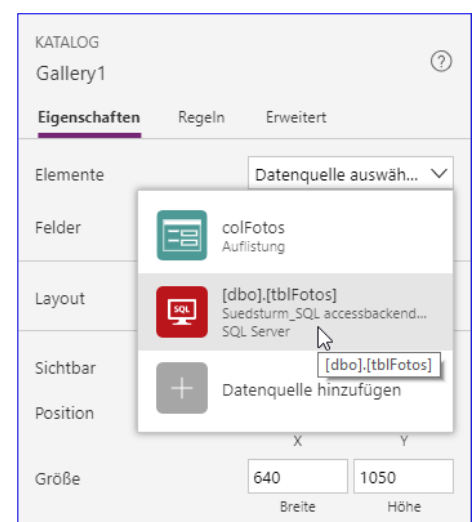 KATALOG
Gallery1
?
Eigenschaften Regeln Erweitert
Elemente Datenquelle auswäh...
Felder
colFotos
Auflistung
Layout
[dbo].[tblFotos]
Suedsturm_SQL accessbackend...
SQL
SQL Server
Sichtbar
[dbo].[tblFotos]
Datenquelle hinzufügen
Position
X Y
Größe 640 1050
Breite Höhe